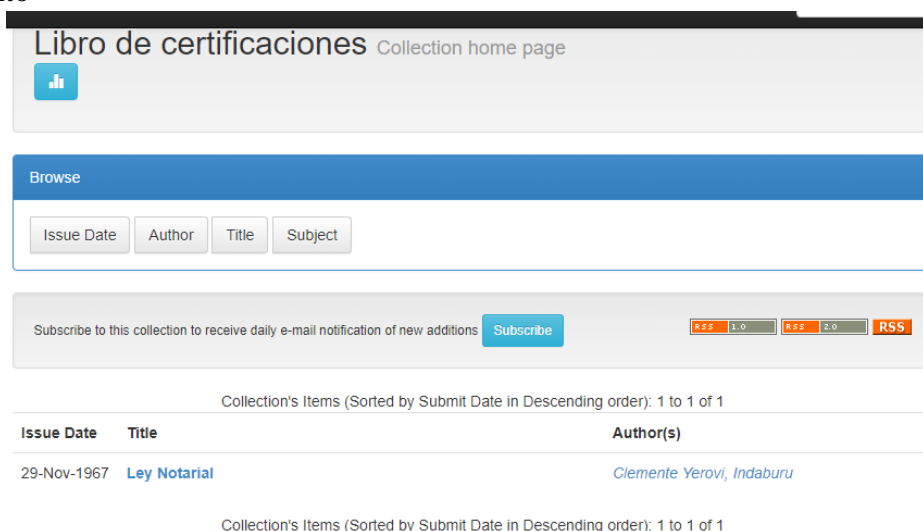 Libro de certificaciones Collection home page
Browse
Issue Date Author Title Subject
Subscribe to this collection to receive daily e-mail notification of new additions Subscribe RSS 1.0 RSS 2.0 RSS
Collection's Items (Sorted by Submit Date in Descending order): 1 to 1 of 1
Issue Date Title Author(s)
29-Nov-1967 Ley Notarial Clemente Yerovi, Indaburu
Collection's Items (Sorted by Submit Date in Descending order): 1 to 1 of 1